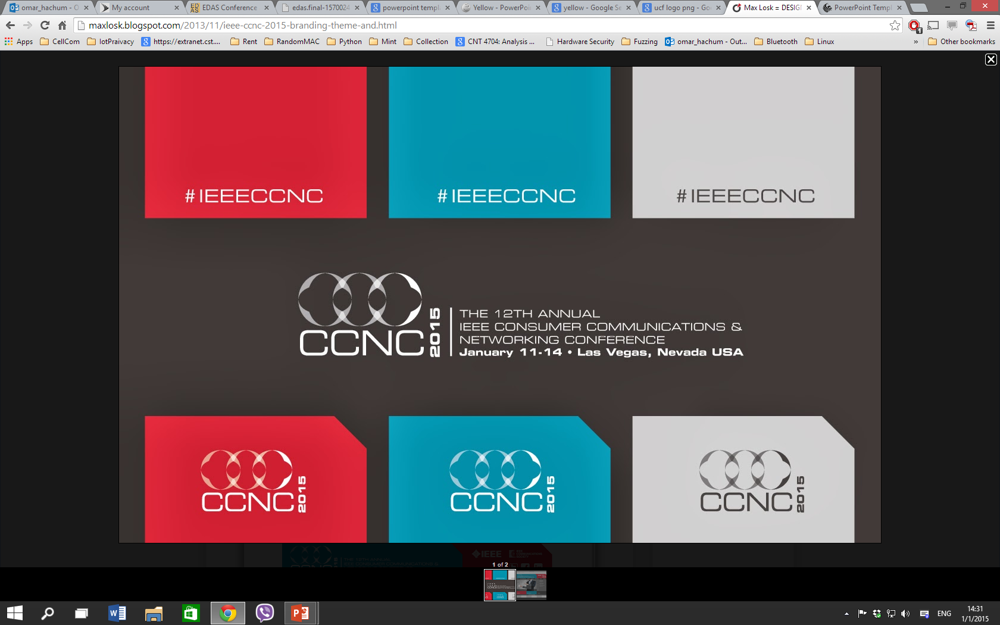 omar_hachum - O
My account
EDAS Conference
edas.final-1570024
powerpoint templ
Yellow - PowerPoi
yellow - Google Se
ucf logo png - Go
Max Losk = DESIG
PowerPoint Templ
maxlosk.blogspot.com/2013/11/ieee-ccnc-2015-branding-theme-and.html
1
Apps CellCom IotPraivacy https://extranet.cst.... Rent RandomMAC Python Mint Collection CNT 4704: Analysis ... Hardware Security Fuzzing omar_hachum - Out... Bluetooth Linux » Other bookmarks
#IEEECCNC
#IEEECCNC
#IEEECCNC
CCNC 2015
THE 12TH ANNUAL
IEEE CONSUMER COMMUNICATIONS &
NETWORKING CONFERENCE
January 11-14 • Las Vegas, Nevada USA
CCNC 2015
CCNC 2015
CCNC 2015
IEEE
1 of 2
ENG
14:31
1/1/2015